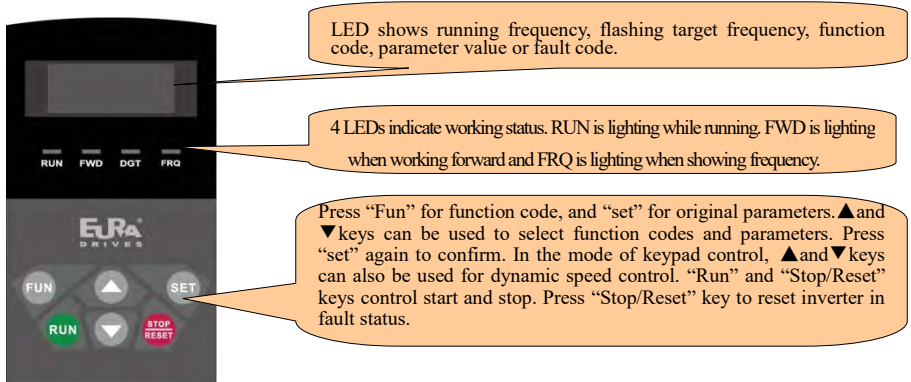 LED shows running frequency, flashing target frequency, function
code, parameter value or fault code.
4 LEDs indicate working status. RUN is lighting while running. FWD is lighting
when working forward and FRQ is lighting when showing frequency.
RUN FWD DGT FRQ
EURA
DRIVES
Press “Fun” for function code, and “set” for original parameters.▲and
▼keys can be used to select function codes and parameters. Press
“set” again to confirm. In the mode of keypad control, ▲and▼keys
can also be used for dynamic speed control. “Run” and “Stop/Reset”
keys control start and stop. Press “Stop/Reset” key to reset inverter in
fault status.
FUN SET
RUN STOP
RESET